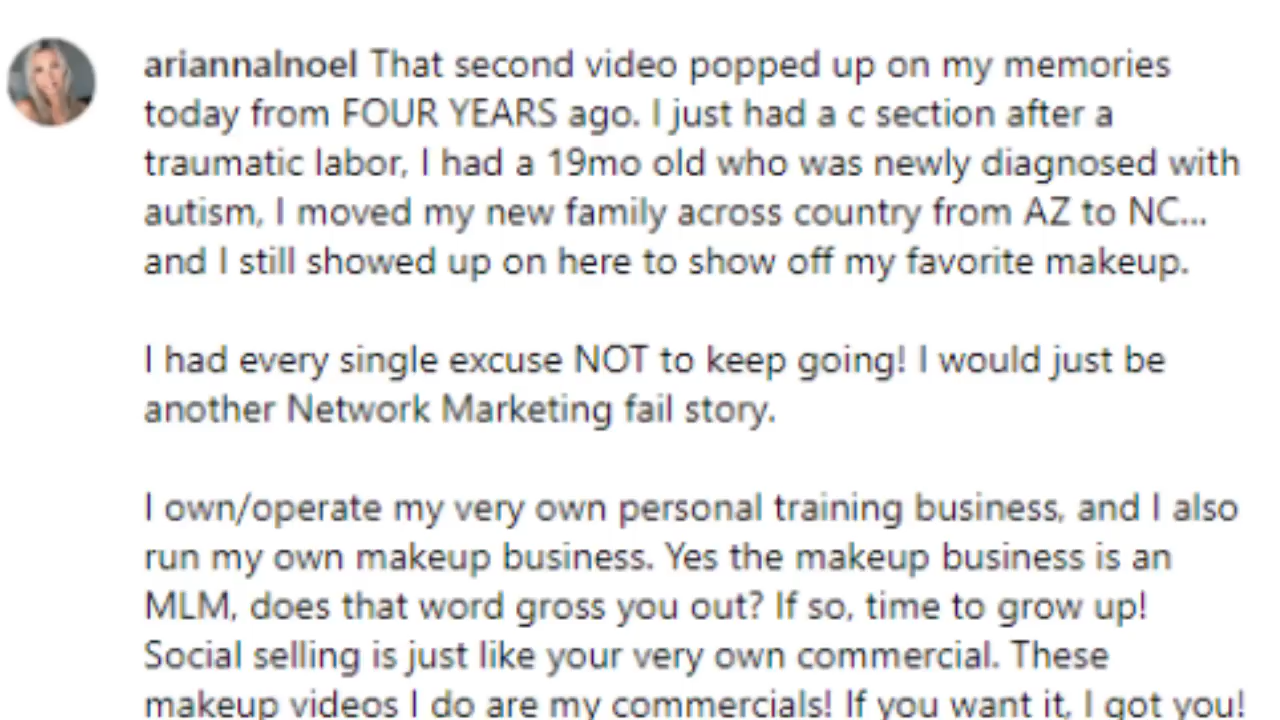 ariannalnoel That second video popped up on my memories
today from FOUR YEARS ago. I just had a c section after a
traumatic labor, I had a 19mo old who was newly diagnosed with
autism, I moved my new family across country from AZ to NC...
and I still showed up on here to show off my favorite makeup.
I had every single excuse NOT to keep going! I would just be
another Network Marketing fail story.
I own/operate my very own personal training business, and I also
run my own makeup business. Yes the makeup business is an
MLM, does that word gross you out? If so, time to grow up!
Social selling is just like your very own commercial. These
makeup videos I do are my commercials! If you want it, I got you!